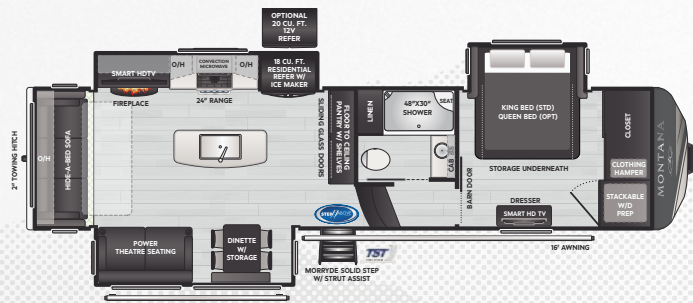 OPTIONAL
20 CU. FT.
12V
REFER
O/H
CONVECTION
MICROWAVE
O/H
SMART HDTV
18 CU. FT.
RESIDENTIAL
REFER W/
ICE MAKER
FIREPLACE
24" RANGE
2" TOWING HITCH
O/H
HIDE-A-BED SOFA
SLIDING GLASS DOORS
FLOOR TO CEILING
PANTRY W/ SHELVES
LINEN
48"X30"
SHOWER
SEAT
CAB
KING BED (STD)
QUEEN BED (OPT)
STORAGE UNDERNEATH
BARN DOOR
CLOSET
CLOTHING
HAMPER
STACKABLE
W/D
PREP
MONTANA
DRESSER
SMART HD TV
POWER
THEATRE SEATING
DINETTE
W/
STORAGE
16' AWNING
TST
MORRYDE SOLID STEP
W/ STRUT ASSIST